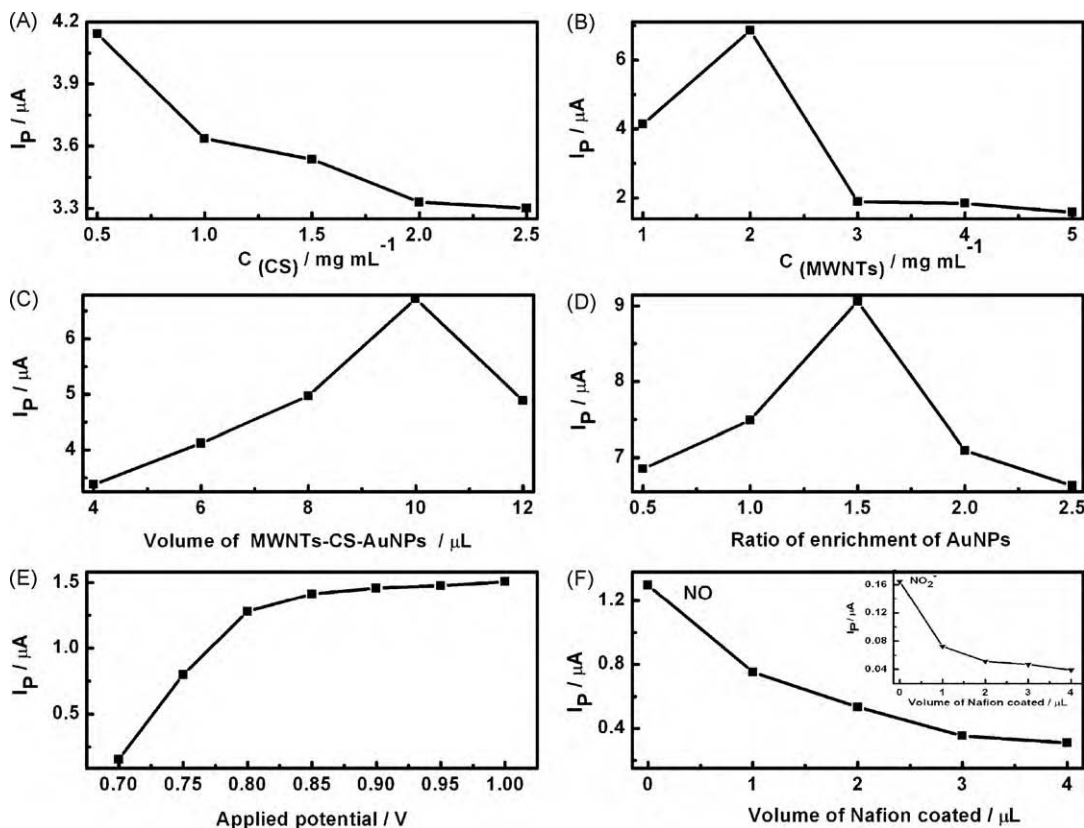 (A)
4.2
3.9
3.6
3.3
I_P / μA
0.5 1.0 1.5 2.0 2.5
C (CS) / mg mL⁻¹
(B)
6
4
2
I_P / μA
1 2 3 4 5
C (MWNTs) / mg mL⁻¹
(C)
6
5
4
I_P / μA
4 6 8 10 12
Volume of MWNTs-CS-AuNPs / μL
(D)
9
8
7
I_P / μA
0.5 1.0 1.5 2.0 2.5
Ratio of enrichment of AuNPs
(E)
1.5
1.0
0.5
I_P / μA
0.70 0.75 0.80 0.85 0.90 0.95 1.00
Applied potential / V
(F)
NO
1.2
0.8
0.4
I_P / μA
0 1 2 3 4
Volume of Nafion coated / μL
NO₂⁻
0.16
0.12
0.08
0.04
I_P / μA
0 1 2 3 4
Volume of Nafion coated / μL